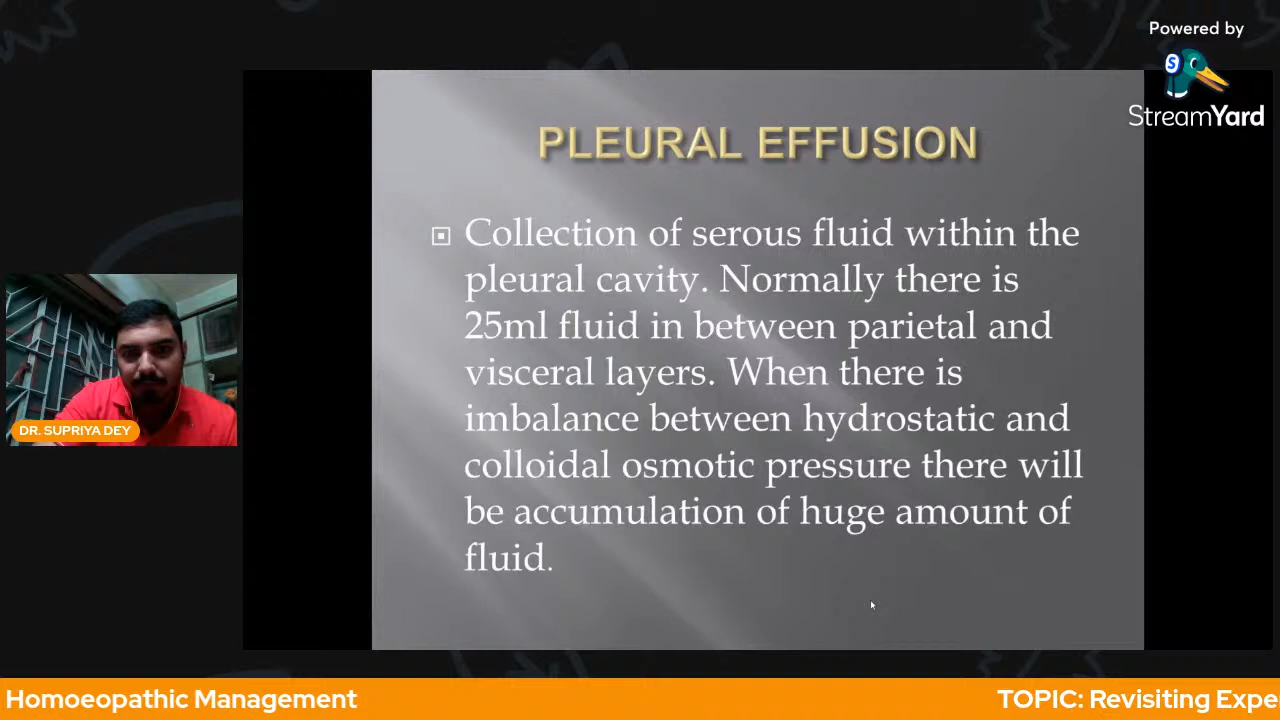 Powered by
StreamYard
PLEURAL EFFUSION
Collection of serous fluid within the
pleural cavity. Normally there is
25ml fluid in between parietal and
visceral layers. When there is
imbalance between hydrostatic and
colloidal osmotic pressure there will
be accumulation of huge amount of
fluid.
DR. SUPRIYA DEY
Homoeopathic Management
TOPIC: Revisiting Expe